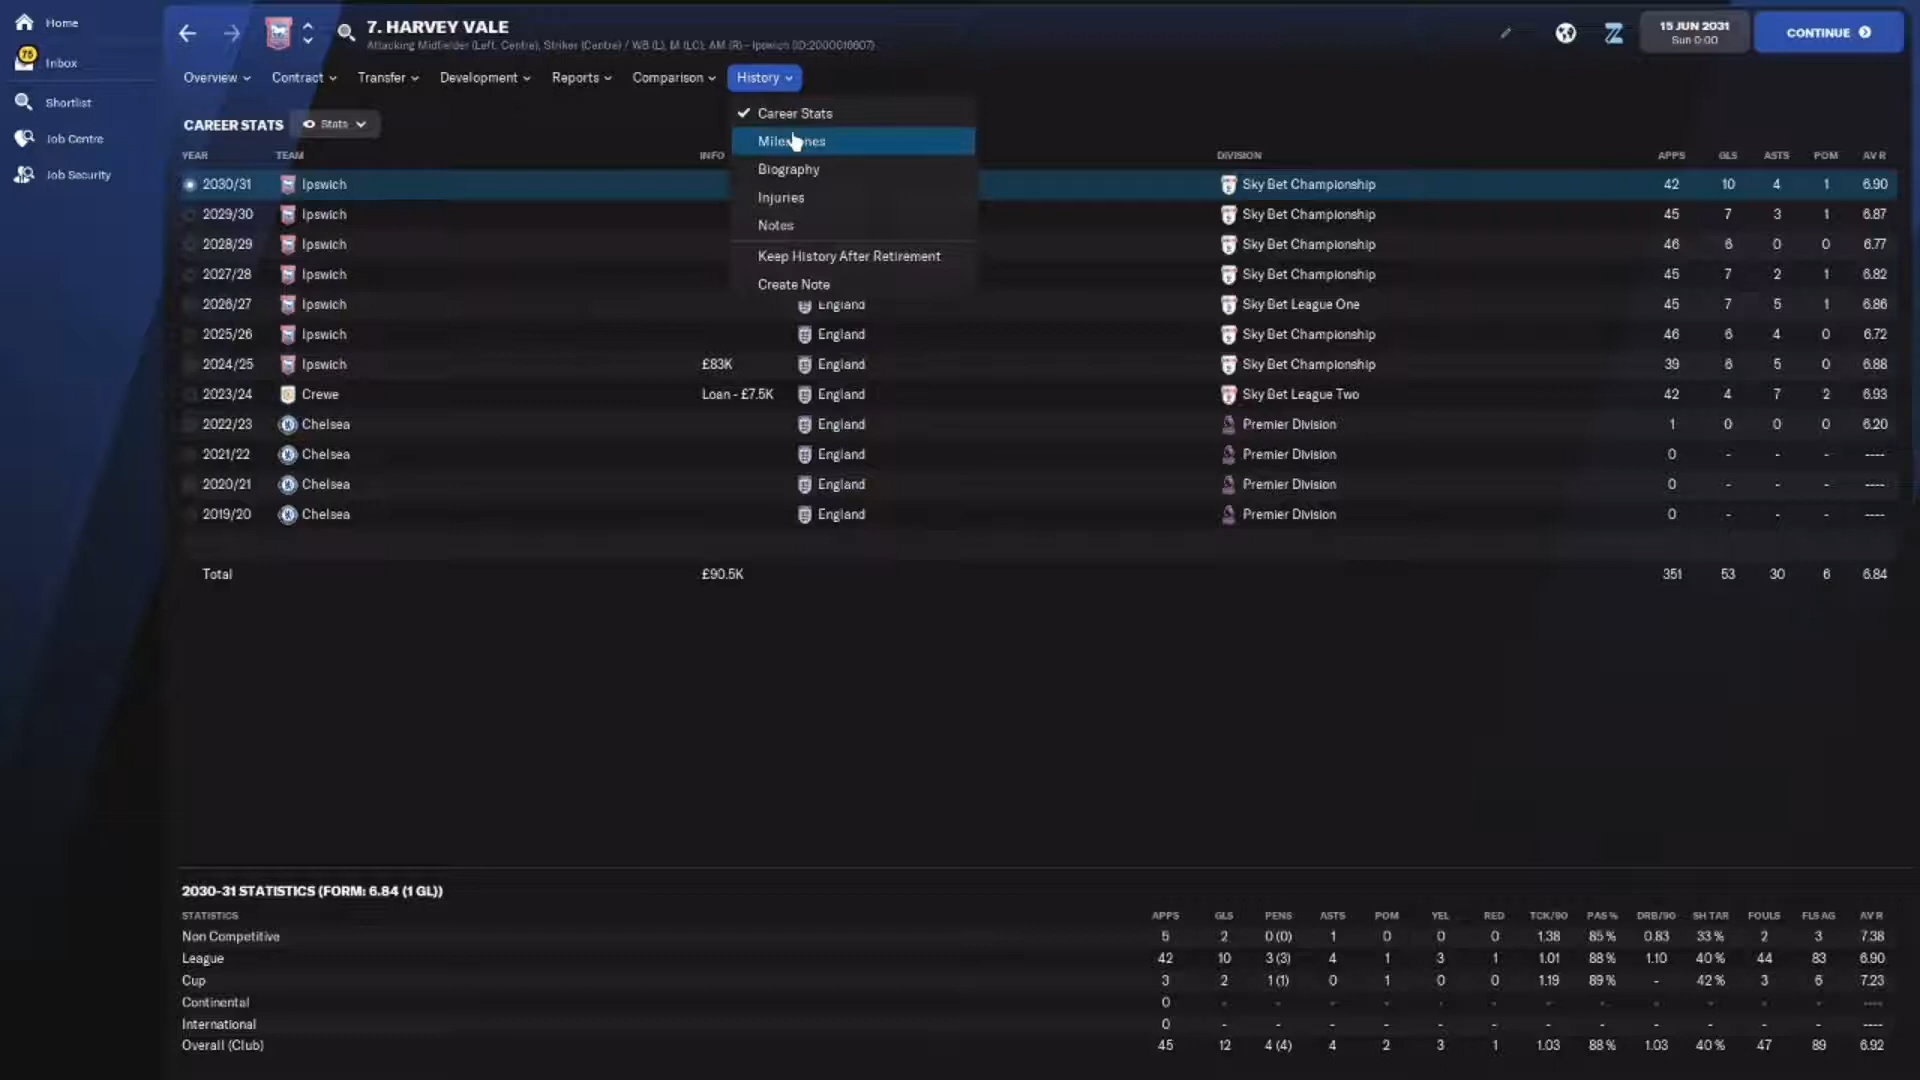 Home
75
Inbox
Shortlist
Job Centre
Job Security
7. HARVEY VALE
Attacking Midfielder (Left, Centre), Striker (Centre) / WB (L), M (LC), AM (R) - Ipswich (ID:2000016607)
15 JUN 2031
Sun 0:00
CONTINUE
Overview Contract Transfer Development Reports Comparison History
Career Stats
Milestones
Biography
Injuries
Notes
Keep History After Retirement
Create Note
CAREER STATS Stats
YEAR TEAM INFO DIVISION APPS GLS ASTS POM AV R
2030/31 Ipswich Sky Bet Championship 42 10 4 1 6.90
2029/30 Ipswich Sky Bet Championship 45 7 3 1 6.87
2028/29 Ipswich Sky Bet Championship 46 6 0 0 6.77
2027/28 Ipswich Sky Bet Championship 45 7 2 1 6.82
2026/27 Ipswich England Sky Bet League One 45 7 5 1 6.86
2025/26 Ipswich England Sky Bet Championship 46 6 4 0 6.72
2024/25 Ipswich £83K England Sky Bet Championship 39 6 5 0 6.88
2023/24 Crewe Loan - £7.5K England Sky Bet League Two 42 4 7 2 6.93
2022/23 Chelsea England Premier Division 1 0 0 0 6.20
2021/22 Chelsea England Premier Division 0 - - - ----
2020/21 Chelsea England Premier Division 0 - - - ----
2019/20 Chelsea England Premier Division 0 - - - ----
Total £90.5K 351 53 30 6 6.84
2030-31 STATISTICS (FORM: 6.84 (1 GL))
STATISTICS APPS GLS PENS ASTS POM YEL RED TCK/90 PAS % DRB/90 SH TAR FOULS FLS AG AV R
Non Competitive 5 2 0 (0) 1 0 0 0 1.38 85 % 0.83 33 % 2 3 7.38
League 42 10 3 (3) 4 1 3 1 1.01 88 % 1.10 40 % 44 83 6.90
Cup 3 2 1 (1) 0 1 0 0 1.19 89 % - 42 % 3 6 7.23
Continental 0 - - - - - - - - - - - - ----
International 0 - - - - - - - - - - - - ----
Overall (Club) 45 12 4 (4) 4 2 3 1 1.03 88 % 1.03 40 % 47 89 6.92